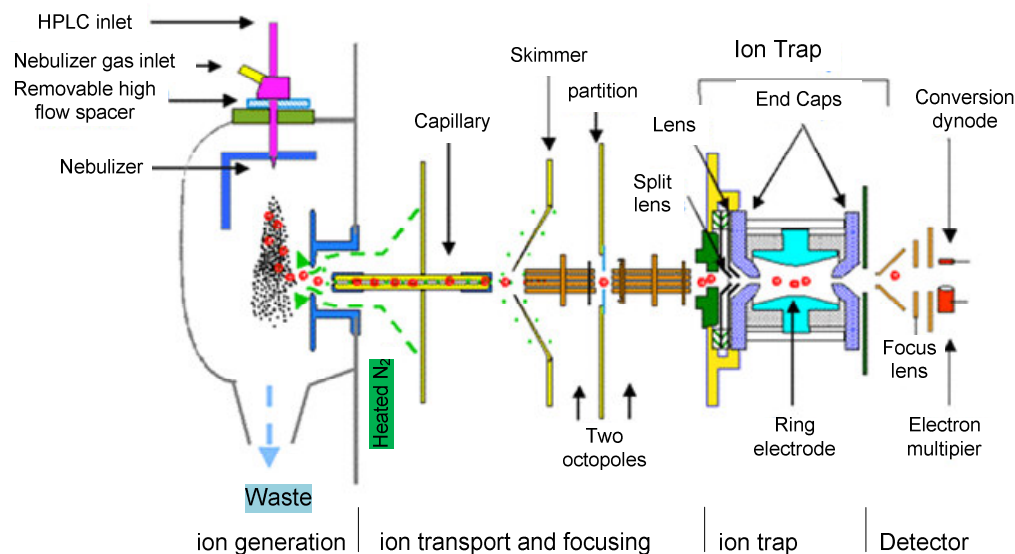 HPLC inlet
Nebulizer gas inlet
Removable high
flow spacer
Nebulizer
Capillary
Skimmer
partition
Ion Trap
End Caps
Lens
Split
lens
Conversion
dynode
Heated N₂
Two
octopoles
Ring
electrode
Focus
lens
Electron
multipier
Waste
ion generation
ion transport and focusing
ion trap
Detector